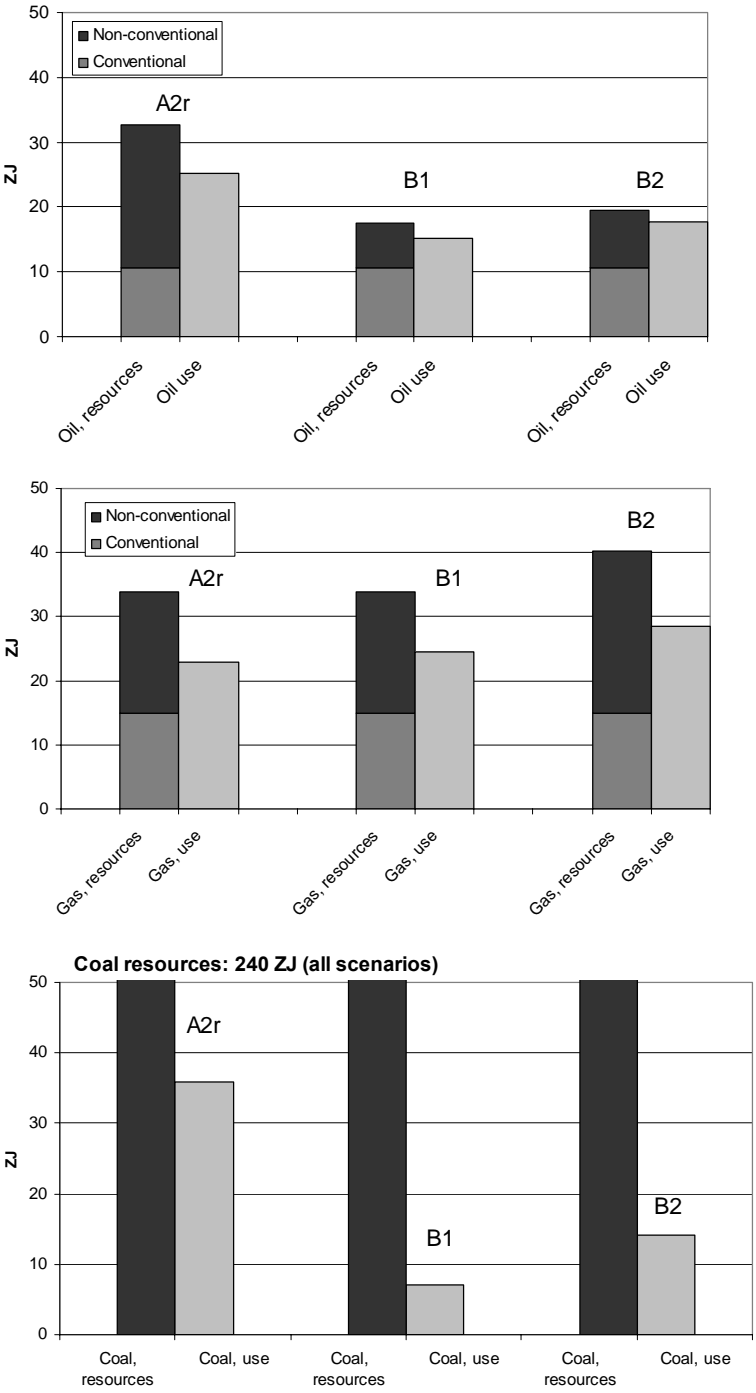 50
Non-conventional
Conventional
40
A2r
30
ZJ
B1
B2
20
10
0
Oil, resources
Oil use
Oil, resources
Oil use
Oil, resources
Oil use
50
Non-conventional
Conventional
B2
40
A2r
B1
30
ZJ
20
10
0
Gas, resources
Gas, use
Gas, resources
Gas, use
Gas, resources
Gas, use
Coal resources: 240 ZJ (all scenarios)
50
A2r
40
30
ZJ
20
B2
B1
10
0
Coal, resources
Coal, use
Coal, resources
Coal, use
Coal, resources
Coal, use